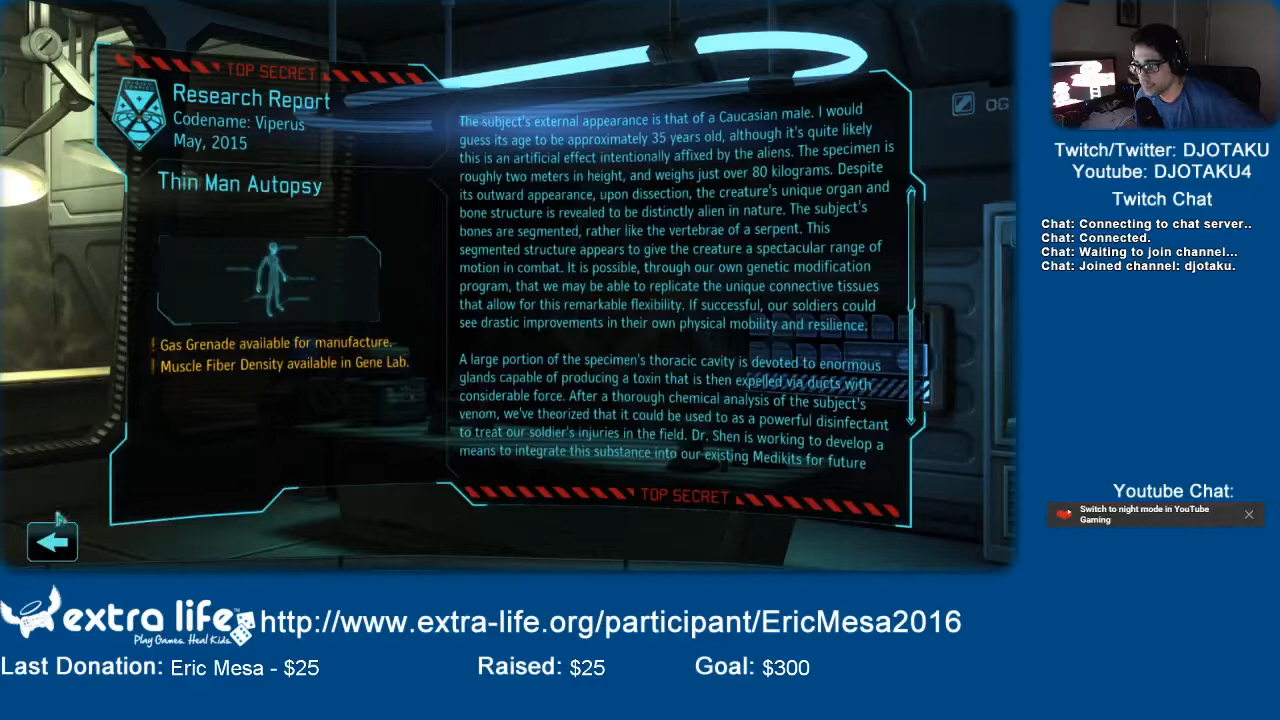 TOP SECRET
Research Report
Codename: Viperus
May, 2015
Thin Man Autopsy
! Gas Grenade available for manufacture.
! Muscle Fiber Density available in Gene Lab.
The subject's external appearance is that of a Caucasian male. I would
guess its age to be approximately 35 years old, although it's quite likely
this is an artificial effect intentionally affixed by the aliens. The specimen is
roughly two meters in height, and weighs just over 80 kilograms. Despite
its outward appearance, upon dissection, the creature's unique organ and
bone structure is revealed to be distinctly alien in nature. The subject's
bones are segmented, rather like the vertebrae of a serpent. This
segmented structure appears to give the creature a spectacular range of
motion in combat. It is possible, through our own genetic modification
program, that we may be able to replicate the unique connective tissues
that allow for this remarkable flexibility. If successful, our soldiers could
see drastic improvements in their own physical mobility and resilience.
A large portion of the specimen's thoracic cavity is devoted to enormous
glands capable of producing a toxin that is then expelled via ducts with
considerable force. After a thorough chemical analysis of the subject's
venom, we've theorized that it could be used to as a powerful disinfectant
to treat our soldier's injuries in the field. Dr. Shen is working to develop a
means to integrate this substance into our existing Medikits for future
TOP SECRET
OG
Twitch/Twitter: DJOTAKU
Youtube: DJOTAKU4
Twitch Chat
Chat: Connecting to chat server..
Chat: Connected.
Chat: Waiting to join channel...
Chat: Joined channel: djotaku.
Youtube Chat:
Switch to night mode in YouTube
Gaming
extra life
Play Games. Heal Kids.
http://www.extra-life.org/participant/EricMesa2016
Last Donation: Eric Mesa - $25
Raised: $25
Goal: $300